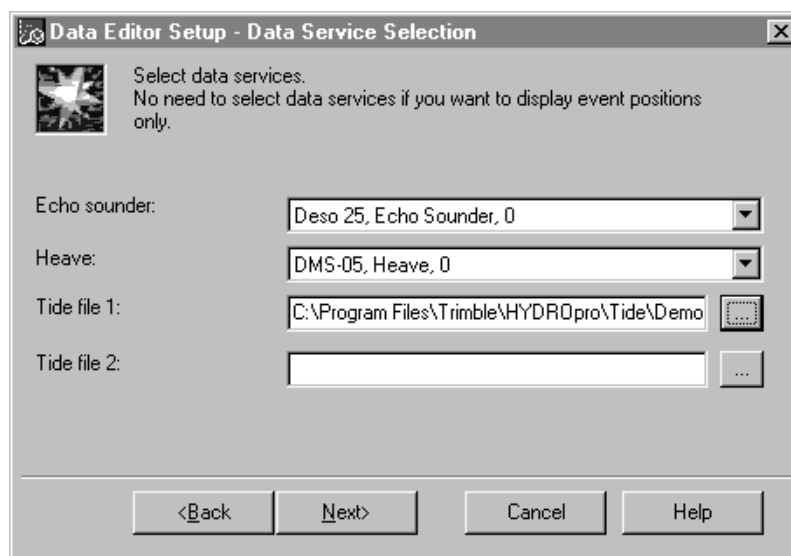 Data Editor Setup - Data Service Selection
Select data services.
No need to select data services if you want to display event positions
only.
Echo sounder:
Deso 25, Echo Sounder, 0
Heave:
DMS-05, Heave, 0
Tide file 1:
C:\Program Files\Trimble\HYDROpro\Tide\Demo
...
Tide file 2:
...
<Back
Next>
Cancel
Help